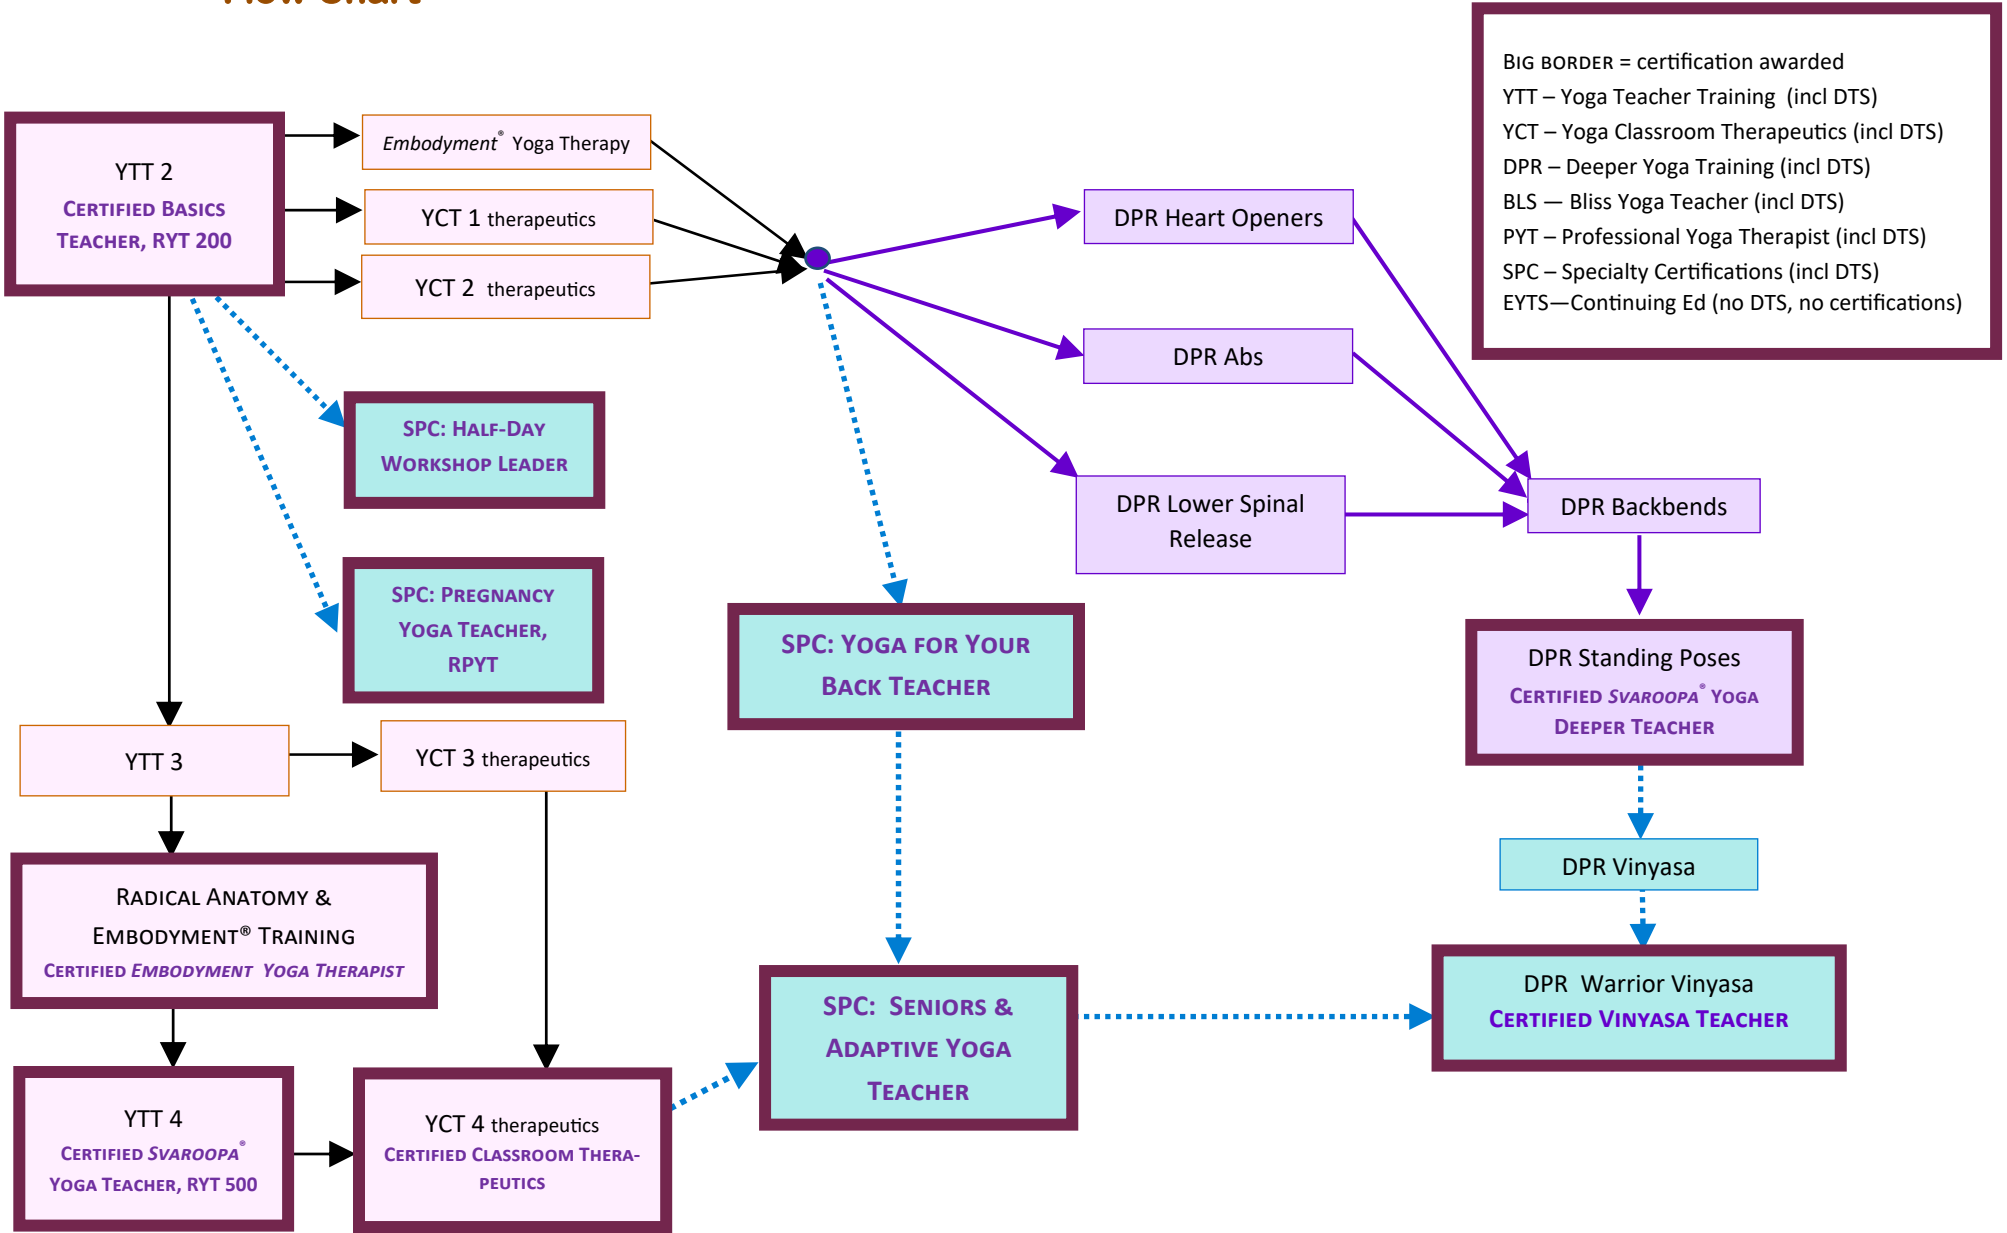 Flow Chart
BIG BORDER = certification awarded
YTT – Yoga Teacher Training (incl DTS)
YCT – Yoga Classroom Therapeutics (incl DTS)
DPR – Deeper Yoga Training (incl DTS)
BLS — Bliss Yoga Teacher (incl DTS)
PYT – Professional Yoga Therapist (incl DTS)
SPC – Specialty Certifications (incl DTS)
EYTS—Continuing Ed (no DTS, no certifications)
YTT 2
CERTIFIED BASICS
TEACHER, RYT 200
Embodyment® Yoga Therapy
YCT 1 therapeutics
YCT 2 therapeutics
DPR Heart Openers
DPR Abs
DPR Lower Spinal
Release
DPR Backbends
SPC: HALF-DAY
WORKSHOP LEADER
SPC: PREGNANCY
YOGA TEACHER,
RPYT
SPC: YOGA FOR YOUR
BACK TEACHER
DPR Standing Poses
CERTIFIED SVAROOPA® YOGA
DEEPER TEACHER
YTT 3
YCT 3 therapeutics
DPR Vinyasa
RADICAL ANATOMY &
EMBODYMENT® TRAINING
CERTIFIED EMBODYMENT YOGA THERAPIST
SPC: SENIORS &
ADAPTIVE YOGA
TEACHER
DPR Warrior Vinyasa
CERTIFIED VINYASA TEACHER
YTT 4
CERTIFIED SVAROOPA®
YOGA TEACHER, RYT 500
YCT 4 therapeutics
CERTIFIED CLASSROOM THERA-
PEUTICS